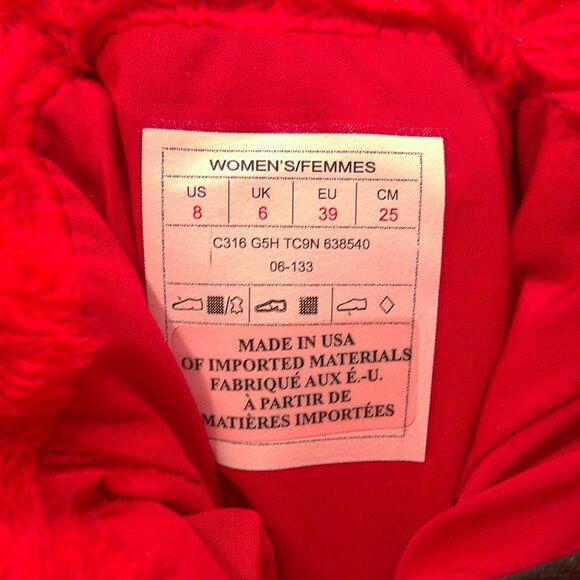 WOMEN'S/FEMMES
US UK EU CM
8 6 39 25
C316 G5H TC9N 638540
06-133
MADE IN USA
OF IMPORTED MATERIALS
FABRIQUÉ AUX É.-U.
À PARTIR DE
MATIÈRES IMPORTÉES